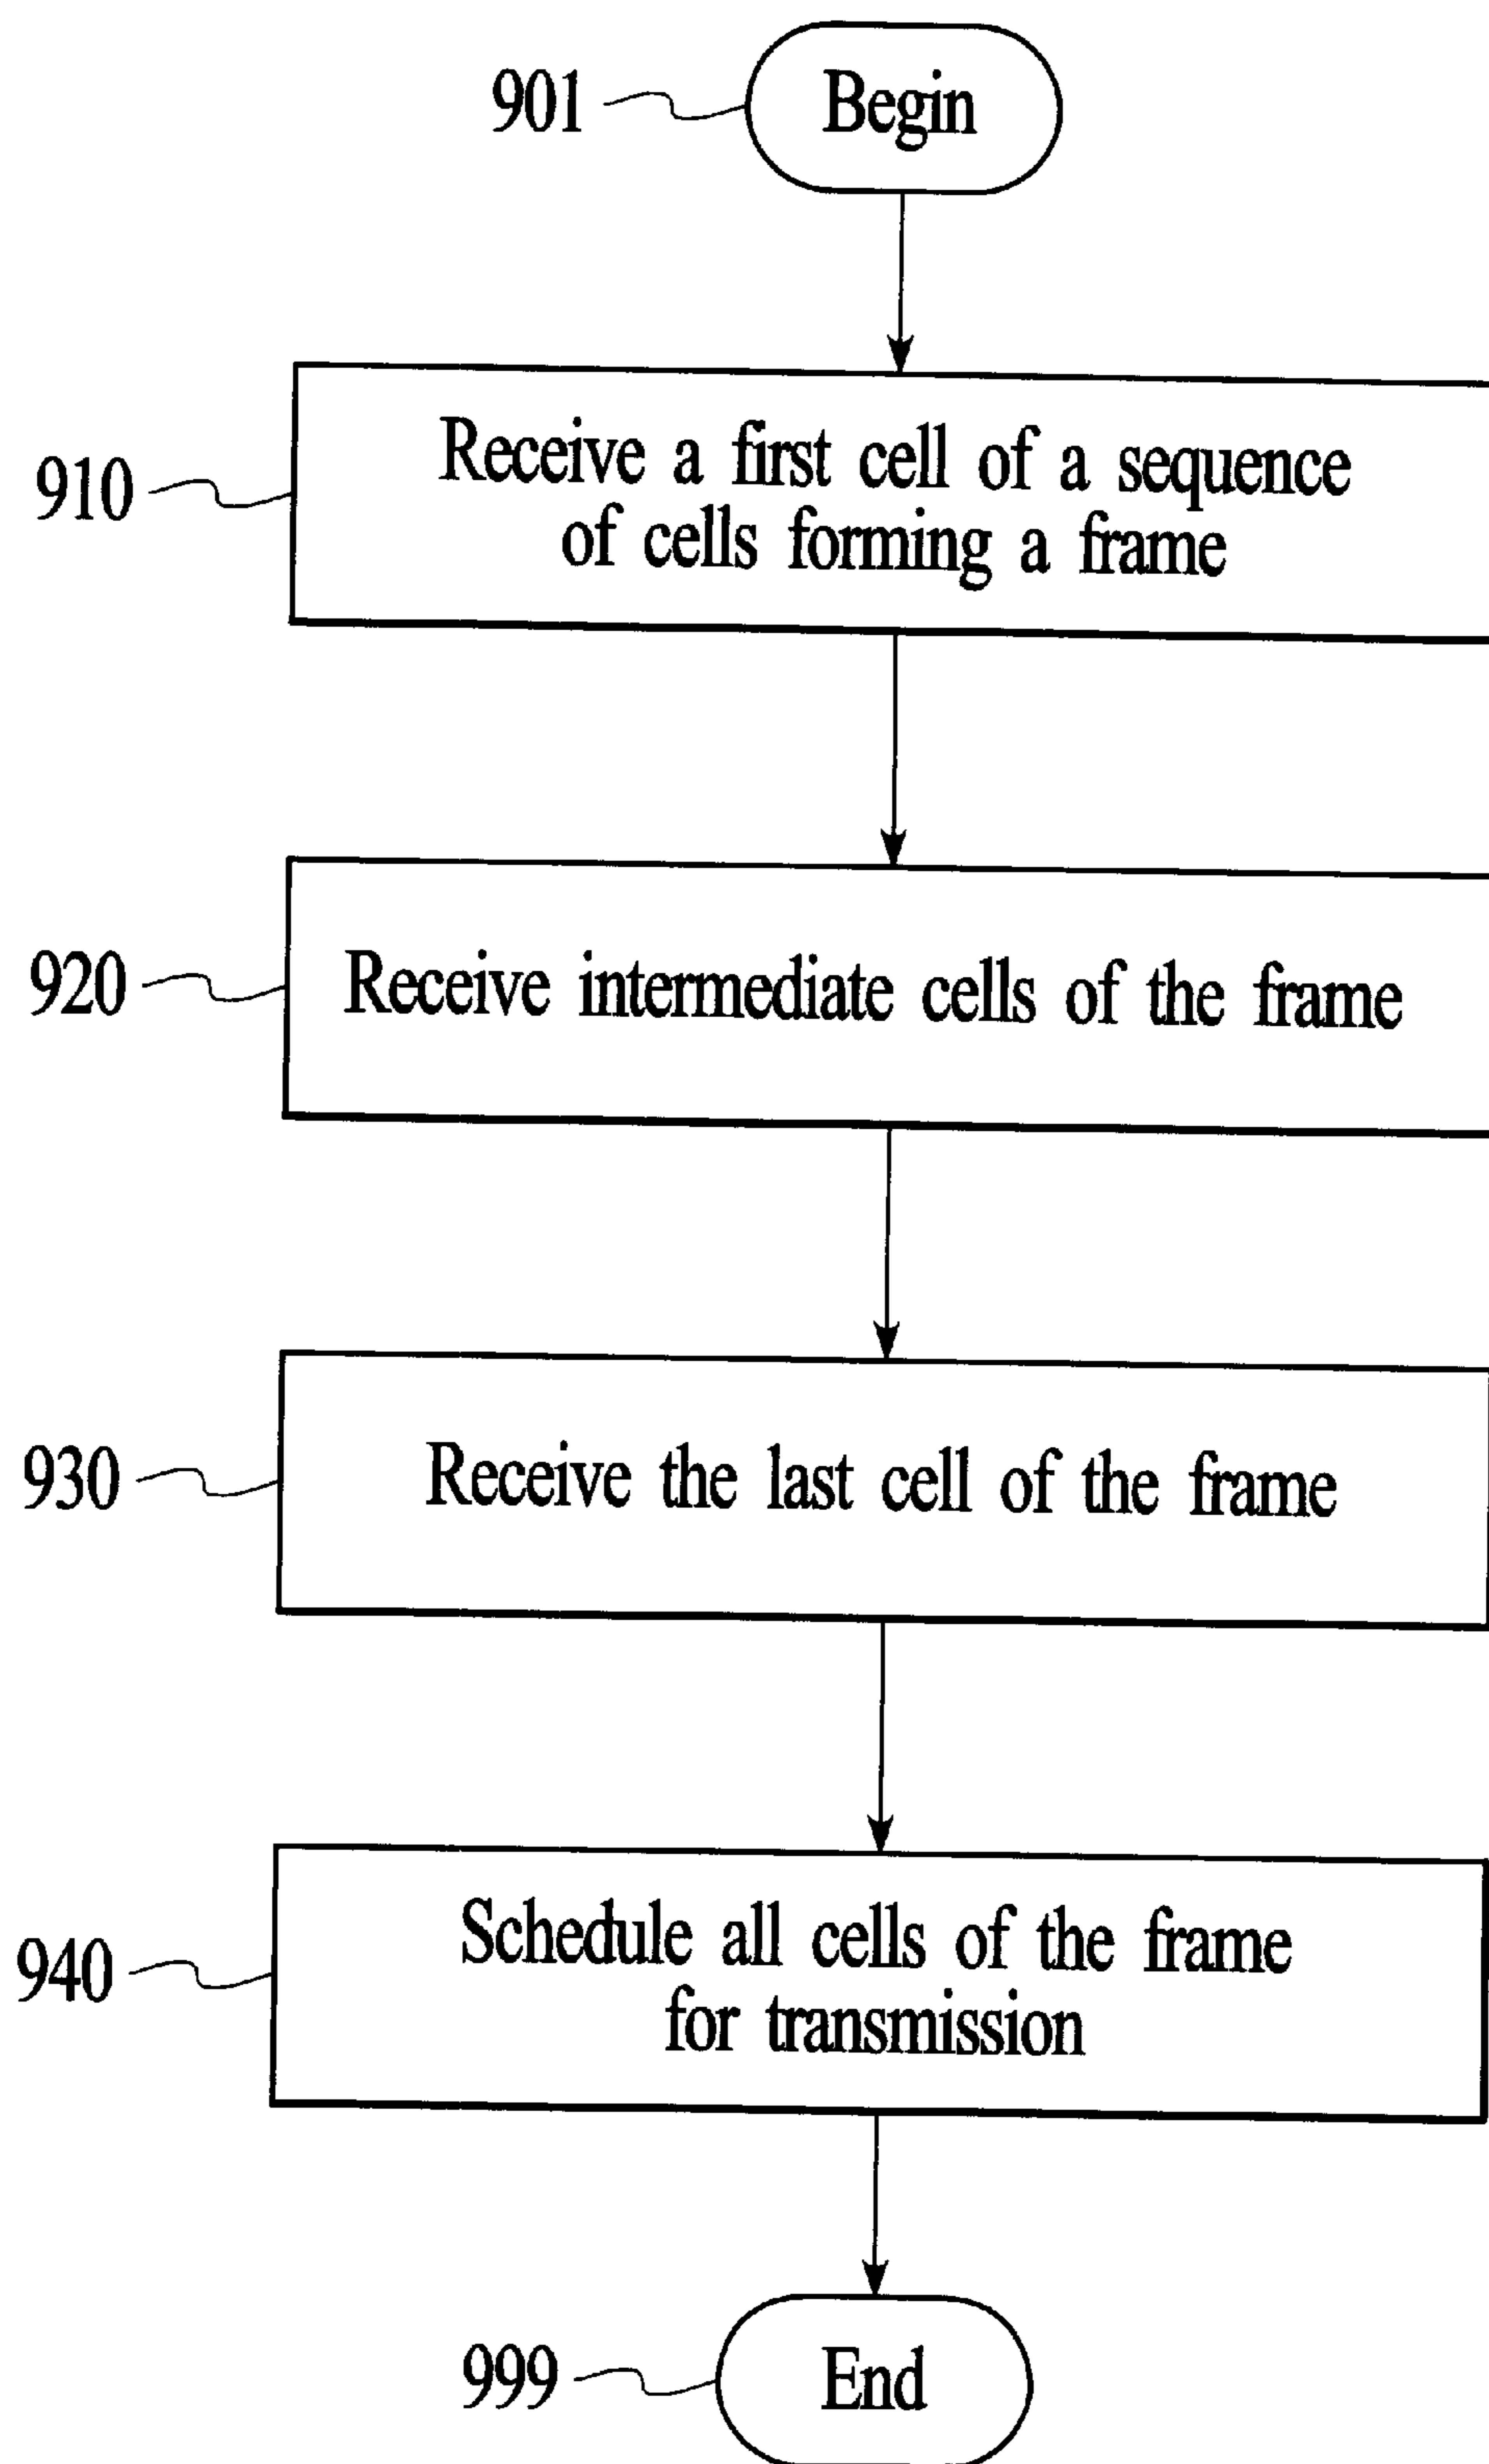 901
Begin
910
Receive a first cell of a sequence
of cells forming a frame
920
Receive intermediate cells of the frame
930
Receive the last cell of the frame
940
Schedule all cells of the frame
for transmission
999
End